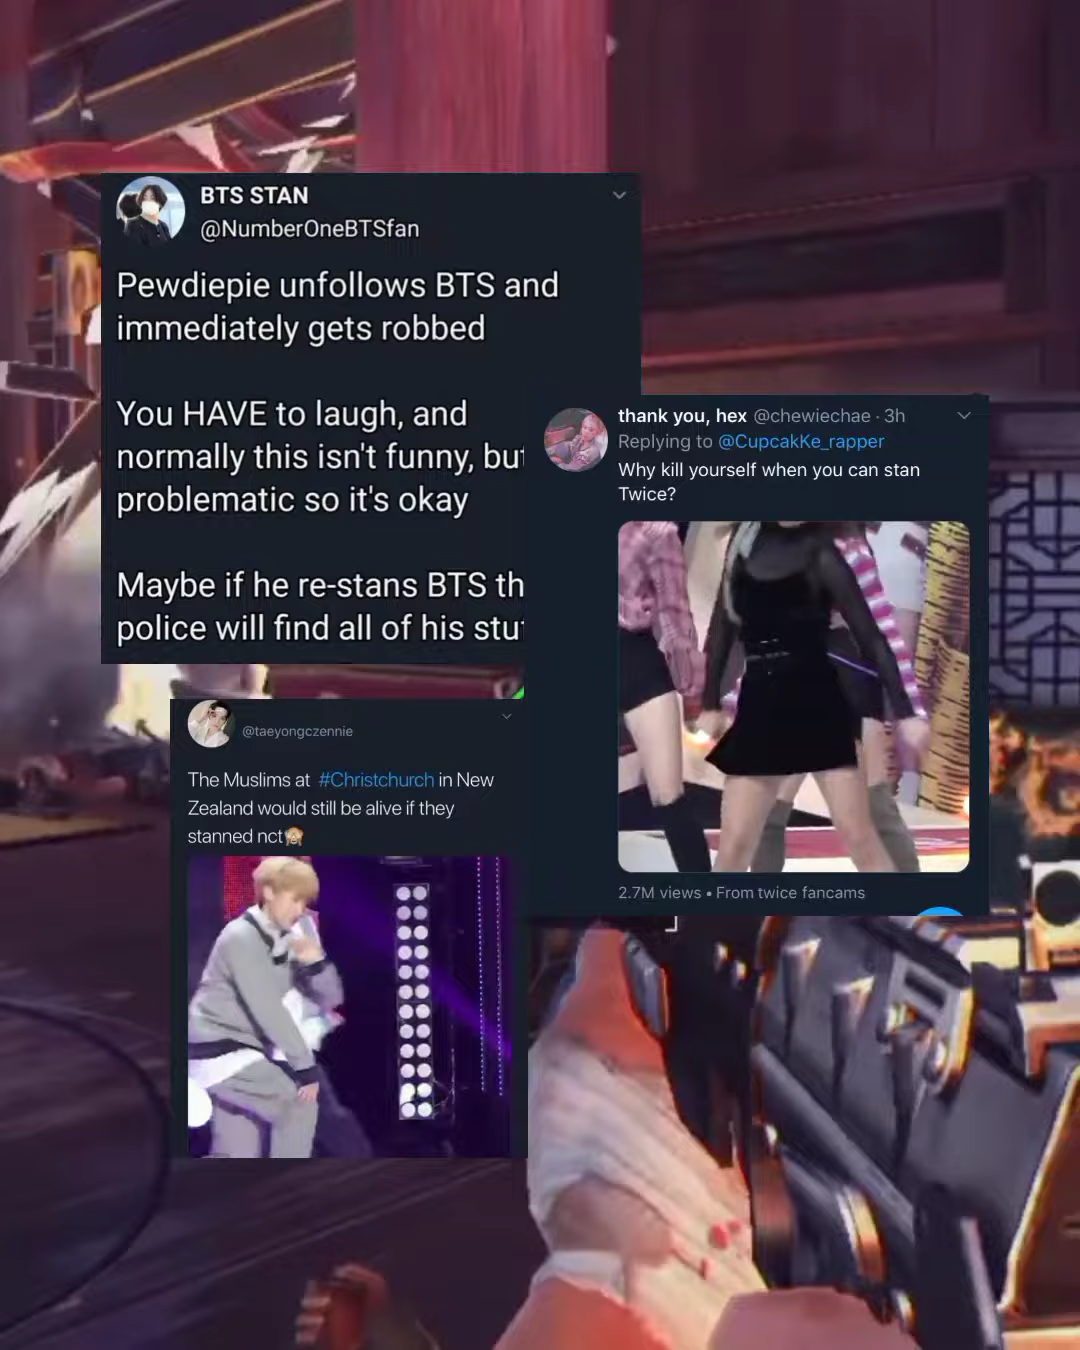 BTS STAN
@NumberOneBTSfan
Pewdiepie unfollows BTS and
immediately gets robbed
You HAVE to laugh, and
normally this isn't funny, but
problematic so it's okay
Maybe if he re-stans BTS th
police will find all of his stuf
thank you, hex @chewiechae · 3h
Replying to @CupcakKe_rapper
Why kill yourself when you can stan
Twice?
2.7M views • From twice fancams
@taeyongczennie
The Muslims at #Christchurch in New
Zealand would still be alive if they
stanned nct🙈